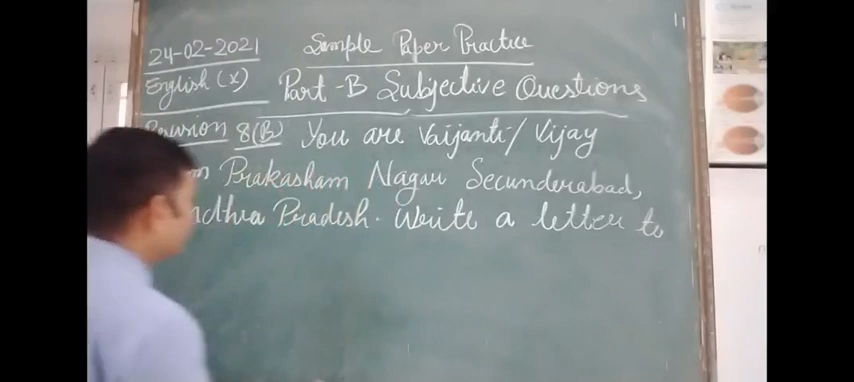 24-02-2021 Sample Paper Practice
English (X) Part-B Subjective Questions
8(B) You are Vaijanti/Vijay
Prakasham Nagar Secunderabad,
Pradesh. Write a letter to